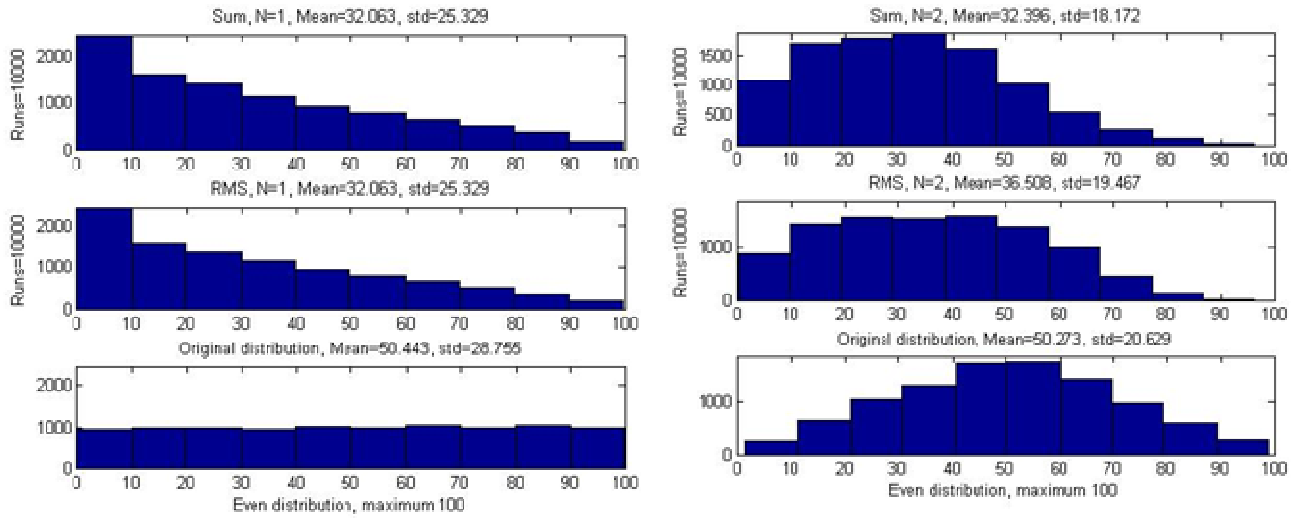 Sum, N=1, Mean=32.063, std=25.329
Runs=10000
2000
1000
0
0 10 20 30 40 50 60 70 80 90 100
RMS, N=1, Mean=32.063, std=25.329
Runs=10000
2000
1000
0
0 10 20 30 40 50 60 70 80 90 100
Original distribution, Mean=50.443, std=28.755
2000
1000
0
0 10 20 30 40 50 60 70 80 90 100
Even distribution, maximum 100
Sum, N=2, Mean=32.396, std=18.172
Runs=10000
1500
1000
500
0
0 10 20 30 40 50 60 70 80 90 100
RMS, N=2, Mean=36.508, std=19.467
Runs=10000
1000
0
0 10 20 30 40 50 60 70 80 90 100
Original distribution, Mean=50.273, std=20.629
1000
0
0 10 20 30 40 50 60 70 80 90 100
Even distribution, maximum 100